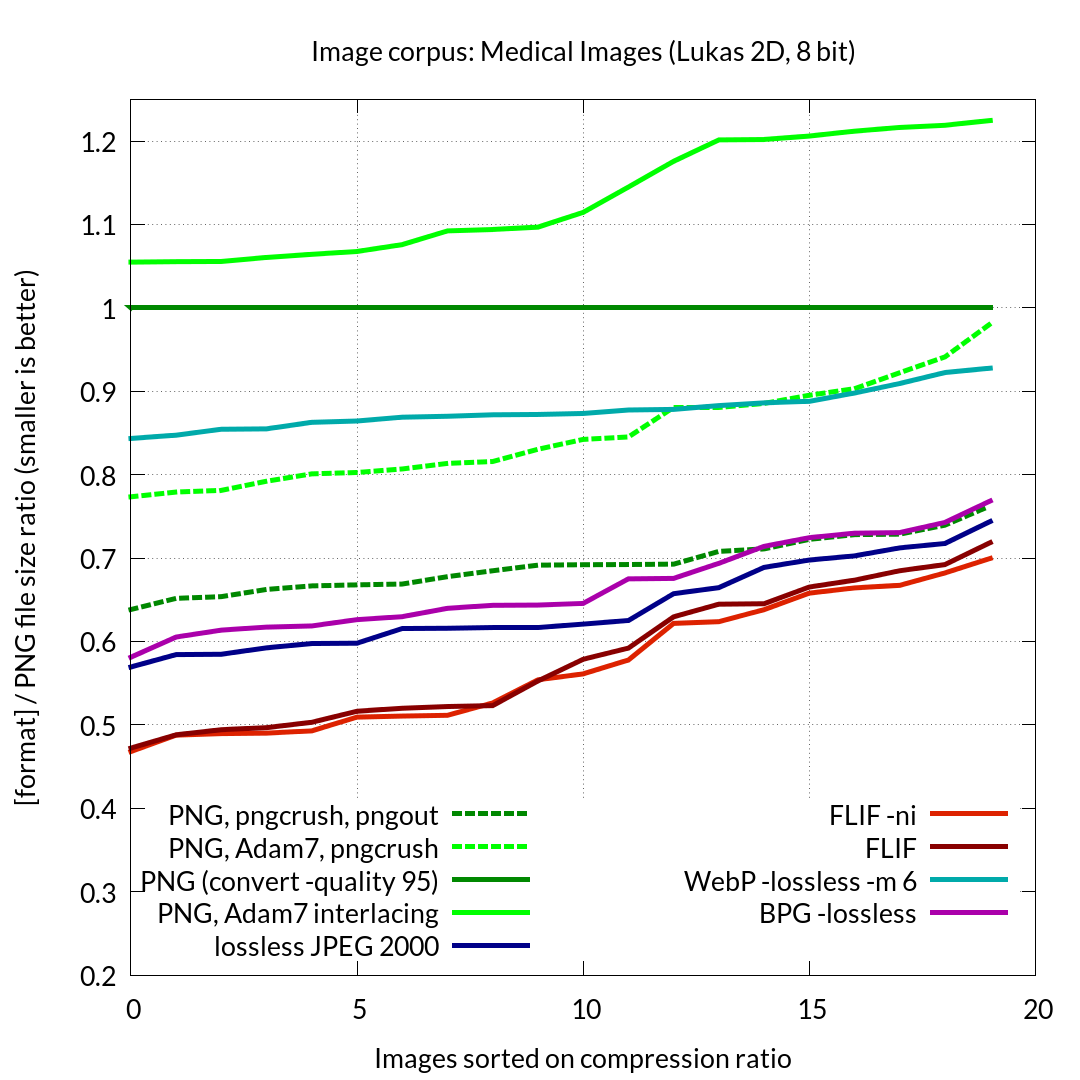 Image corpus: Medical Images (Lukas 2D, 8 bit)
[format] / PNG file size ratio (smaller is better)
1.2
1.1
1
0.9
0.8
0.7
0.6
0.5
0.4
0.3
0.2
PNG, pngcrush, pngout
PNG, Adam7, pngcrush
PNG (convert -quality 95)
PNG, Adam7 interlacing
lossless JPEG 2000
FLIF -ni
FLIF
WebP -lossless -m 6
BPG -lossless
0 5 10 15 20
Images sorted on compression ratio